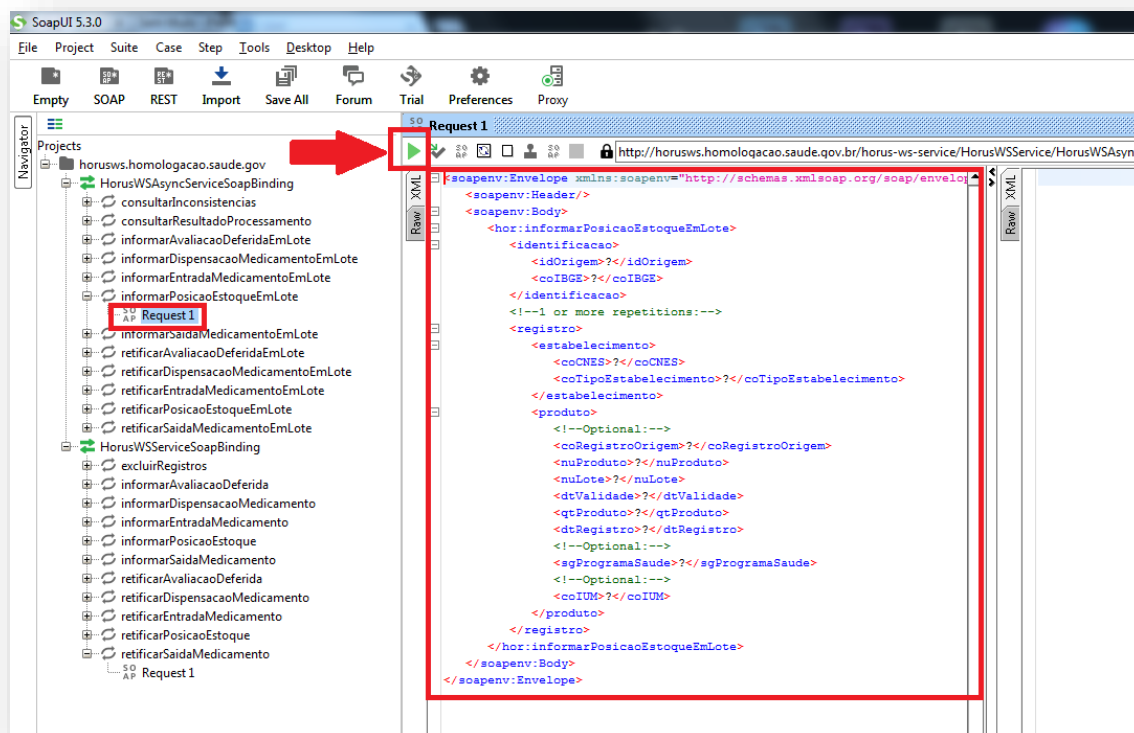 SoapUI 5.3.0
File Project Suite Case Step Tools Desktop Help
Empty SOAP REST Import Save All Forum Trial Preferences Proxy
Navigator
Projects
horusws.homologacao.saude.gov
HorusWSAsyncServiceSoapBinding
consultarInconsistencias
consultarResultadoProcessamento
informarAvaliacaoDeferidaEmLote
informarDispensacaoMedicamentoEmLote
informarEntradaMedicamentoEmLote
informarPosicaoEstoqueEmLote
Request 1
informarSaidaMedicamentoEmLote
retificarAvaliacaoDeferidaEmLote
retificarDispensacaoMedicamentoEmLote
retificarEntradaMedicamentoEmLote
retificarPosicaoEstoqueEmLote
retificarSaidaMedicamentoEmLote
HorusWSServiceSoapBinding
excluirRegistros
informarAvaliacaoDeferida
informarDispensacaoMedicamento
informarEntradaMedicamento
informarPosicaoEstoque
informarSaidaMedicamento
retificarAvaliacaoDeferida
retificarDispensacaoMedicamento
retificarEntradaMedicamento
retificarPosicaoEstoque
retificarSaidaMedicamento
Request 1
Request 1
http://horusws.homologacao.saude.gov.br/horus-ws-service/HorusWSService/HorusWSAsyn
XML
Raw
<soapenv:Envelope xmlns:soapenv="http://schemas.xmlsoap.org/soap/envelop
<soapenv:Header/>
<soapenv:Body>
<hor:informarPosicaoEstoqueEmLote>
<identificacao>
<idOrigem>?</idOrigem>
<coIBGE>?</coIBGE>
</identificacao>
<!--1 or more repetitions:-->
<registro>
<estabelecimento>
<coCNES>?</coCNES>
<coTipoEstabelecimento>?</coTipoEstabelecimento>
</estabelecimento>
<produto>
<!--Optional:-->
<coRegistroOrigem>?</coRegistroOrigem>
<nuProduto>?</nuProduto>
<nuLote>?</nuLote>
<dtValidade>?</dtValidade>
<qtProduto>?</qtProduto>
<dtRegistro>?</dtRegistro>
<!--Optional:-->
<sgProgramaSaude>?</sgProgramaSaude>
<!--Optional:-->
<coIUM>?</coIUM>
</produto>
</registro>
</hor:informarPosicaoEstoqueEmLote>
</soapenv:Body>
</soapenv:Envelope>
XML
Raw